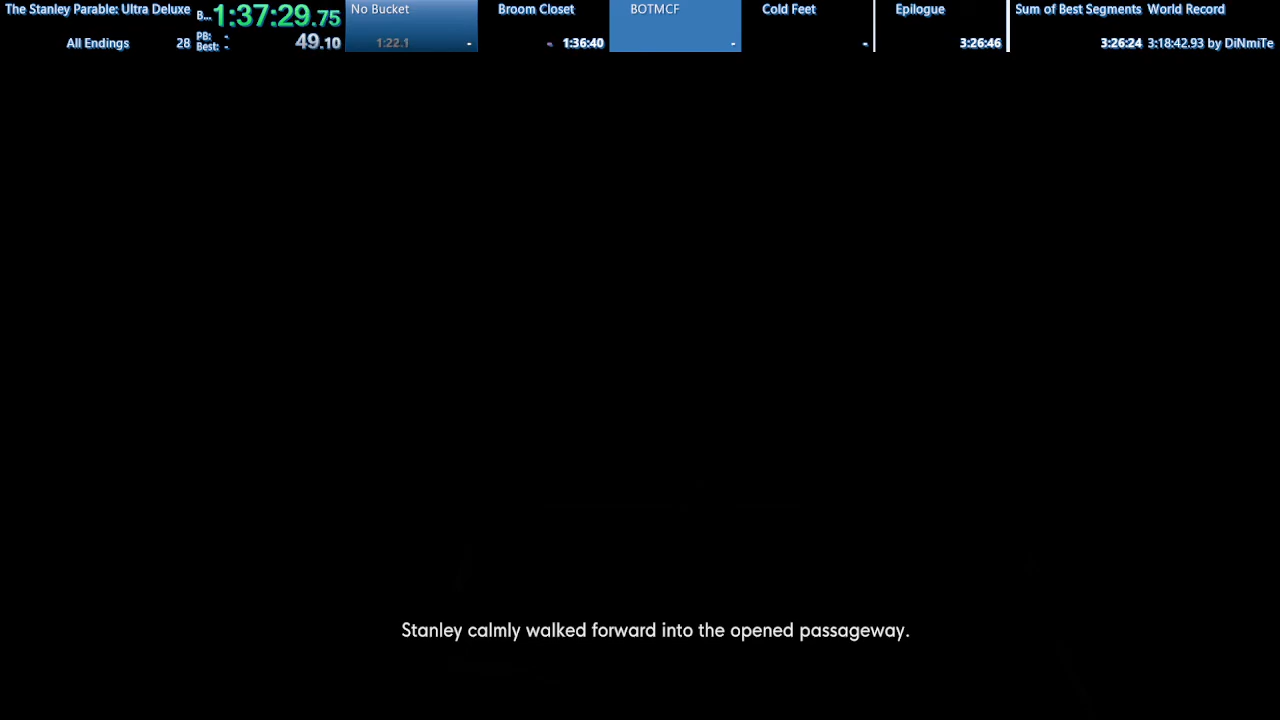 The Stanley Parable: Ultra Deluxe
All Endings 28
B... 1:37:29.75
PB: -
Best: -
49.10
No Bucket
1:22.1 -
Broom Closet
- 1:36:40
BOTMCF
-
Cold Feet
-
Epilogue
3:26:46
Sum of Best Segments
3:26:24
World Record
3:18:42.93 by DiNmiTe
Stanley calmly walked forward into the opened passageway.